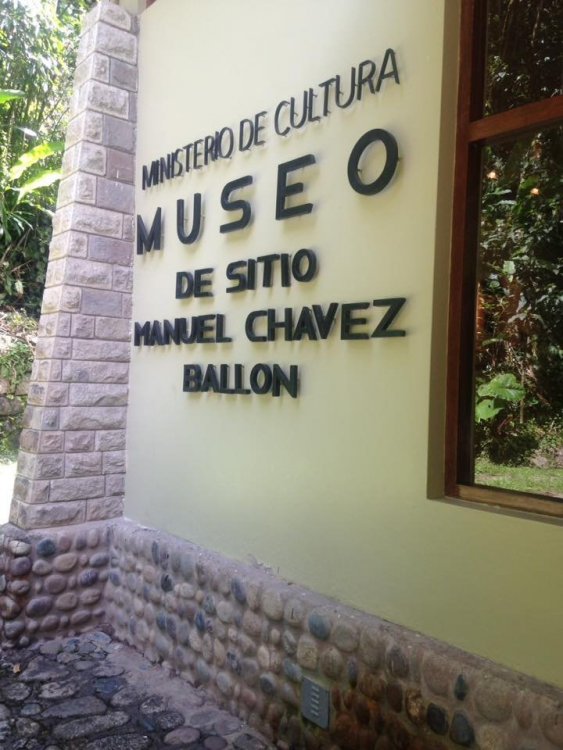 MINISTERIO DE CULTURA
MUSEO
DE SITIO
MANUEL CHAVEZ
BALLON